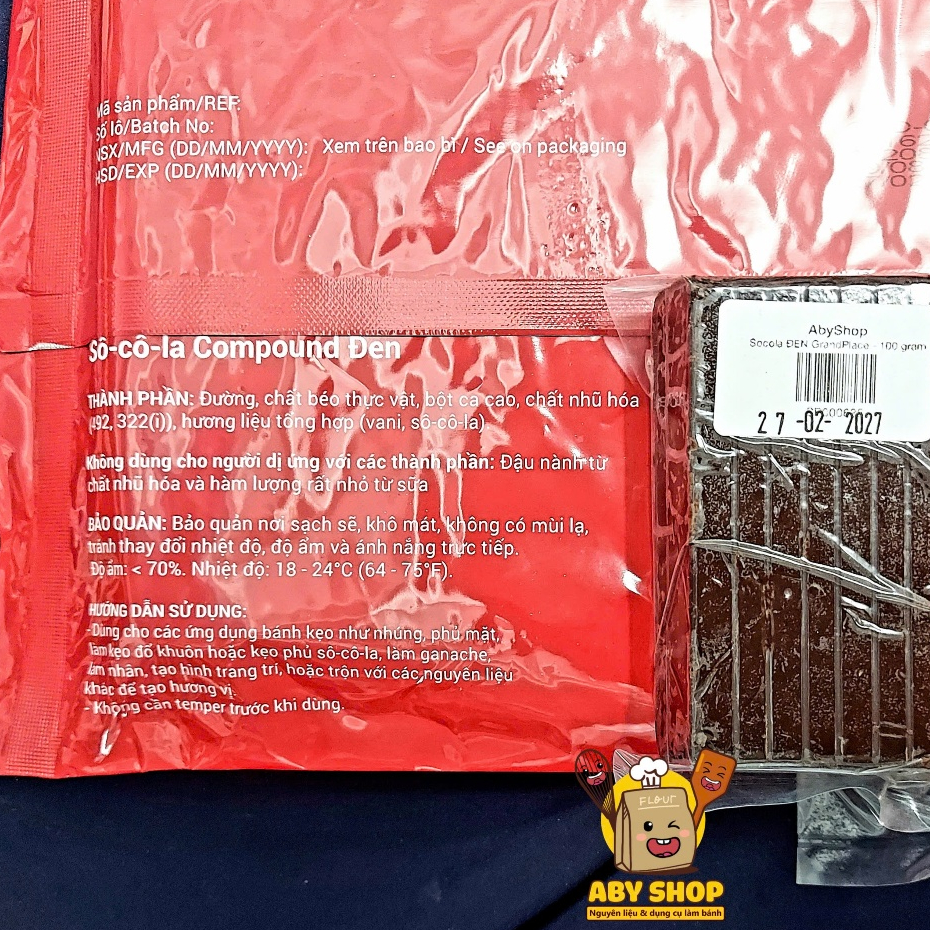 Mã sản phẩm/REF:
Số lô/Batch No:
NSX/MFG (DD/MM/YYYY): Xem trên bao bì / See on packaging
HSD/EXP (DD/MM/YYYY):
Sô-cô-la Compound Đen
THÀNH PHẦN: Đường, chất béo thực vật, bột ca cao, chất nhũ hóa
(492, 322(i)), hương liệu tổng hợp (vani, sô-cô-la)
Không dùng cho người dị ứng với các thành phần: Đậu nành từ
chất nhũ hóa và hàm lượng rất nhỏ từ sữa
BẢO QUẢN: Bảo quản nơi sạch sẽ, khô mát, không có mùi lạ,
tránh thay đổi nhiệt độ, độ ẩm và ánh nắng trực tiếp.
Độ ẩm: < 70%. Nhiệt độ: 18 - 24°C (64 - 75°F).
HƯỚNG DẪN SỬ DỤNG:
- Dùng cho các ứng dụng bánh kẹo như nhúng, phủ mặt,
làm kẹo đổ khuôn hoặc kẹo phủ sô-cô-la, làm ganache,
làm nhân, tạo hình trang trí, hoặc trộn với các nguyên liệu
khác để tạo hương vị.
- Không cần temper trước khi dùng.
AbyShop
Socola ĐEN GrandPlace - 100 gram
27-02-2027
FLOUR
ABY SHOP
Nguyên liệu & dụng cụ làm bánh